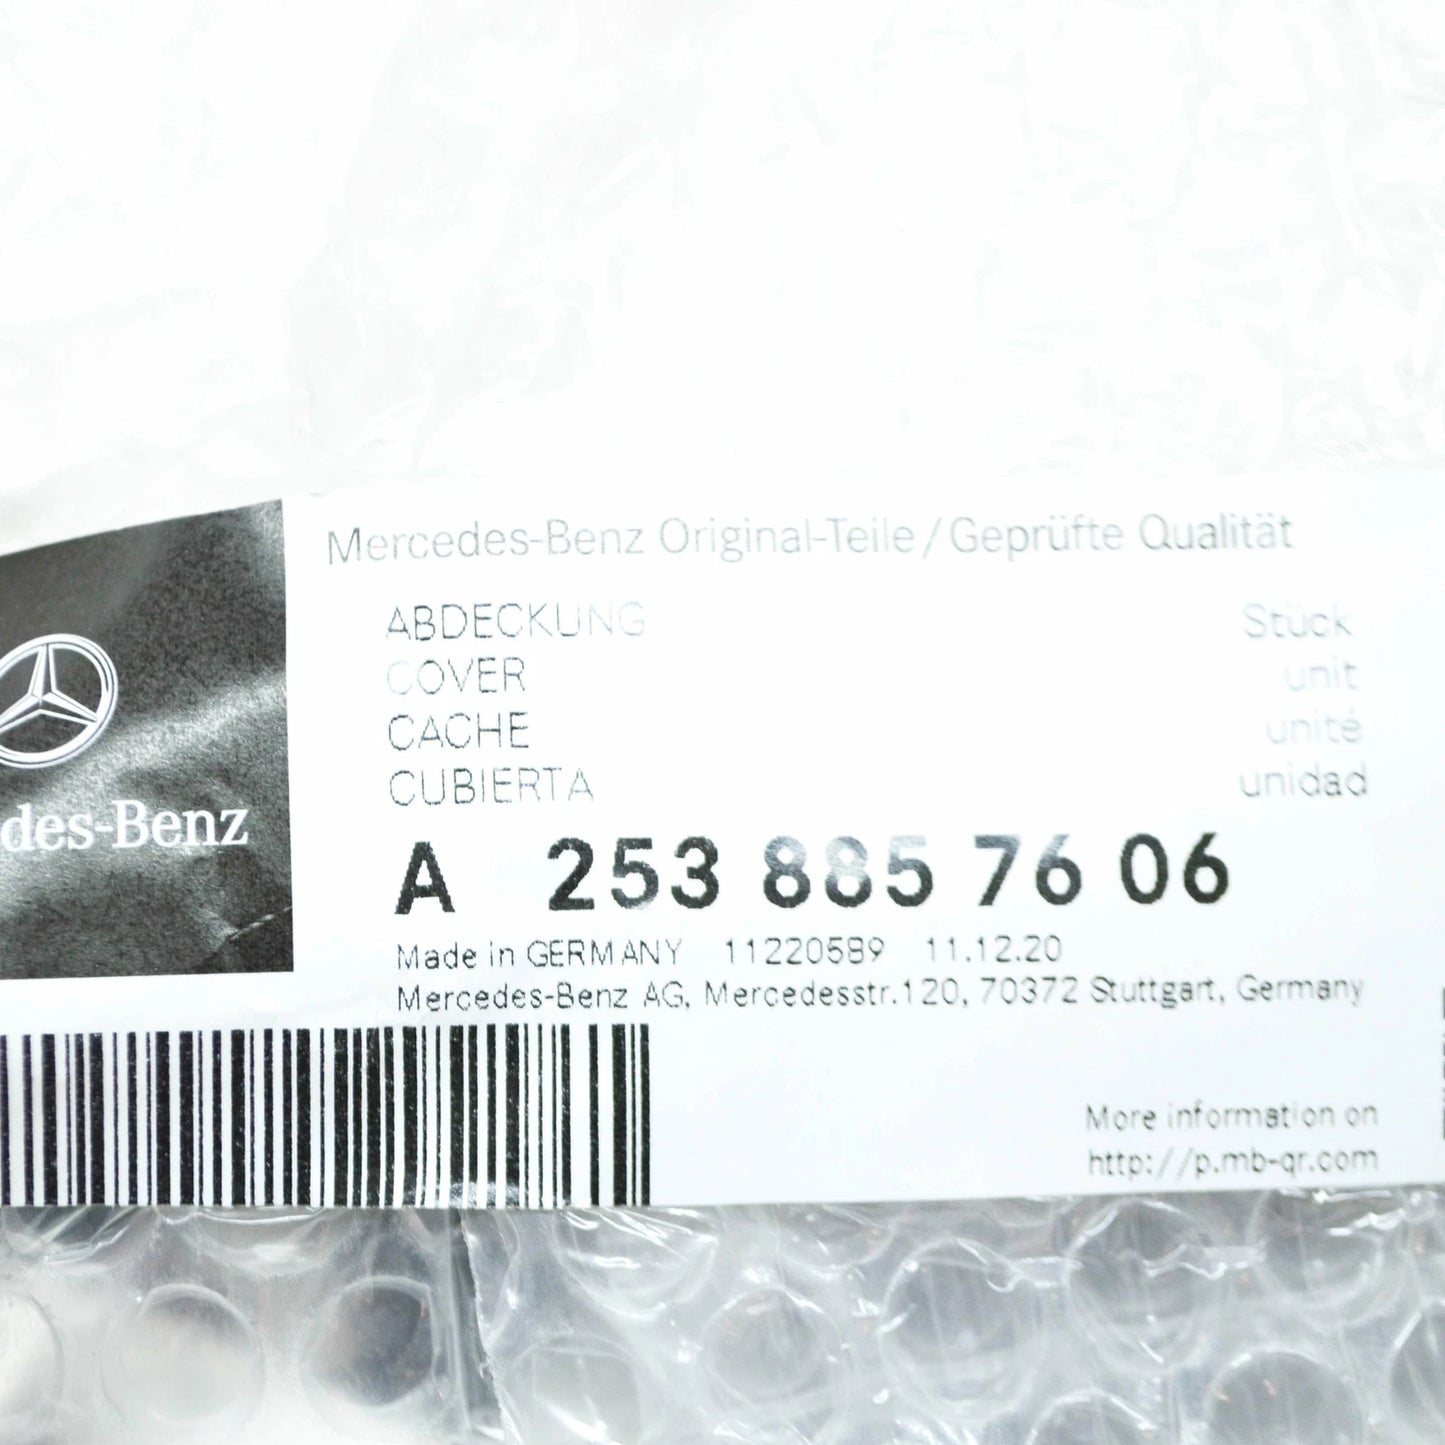 Mercedes-Benz Original-Teile / Geprüfte Qualität
ABDECKUNG Stück
COVER unit
CACHE unité
CUBIERTA unidad
des-Benz
A 253 885 76 06
Made in GERMANY 11220589 11.12.20
Mercedes-Benz AG, Mercedesstr.120, 70372 Stuttgart, Germany
More information on
http://p.mb-qr.com